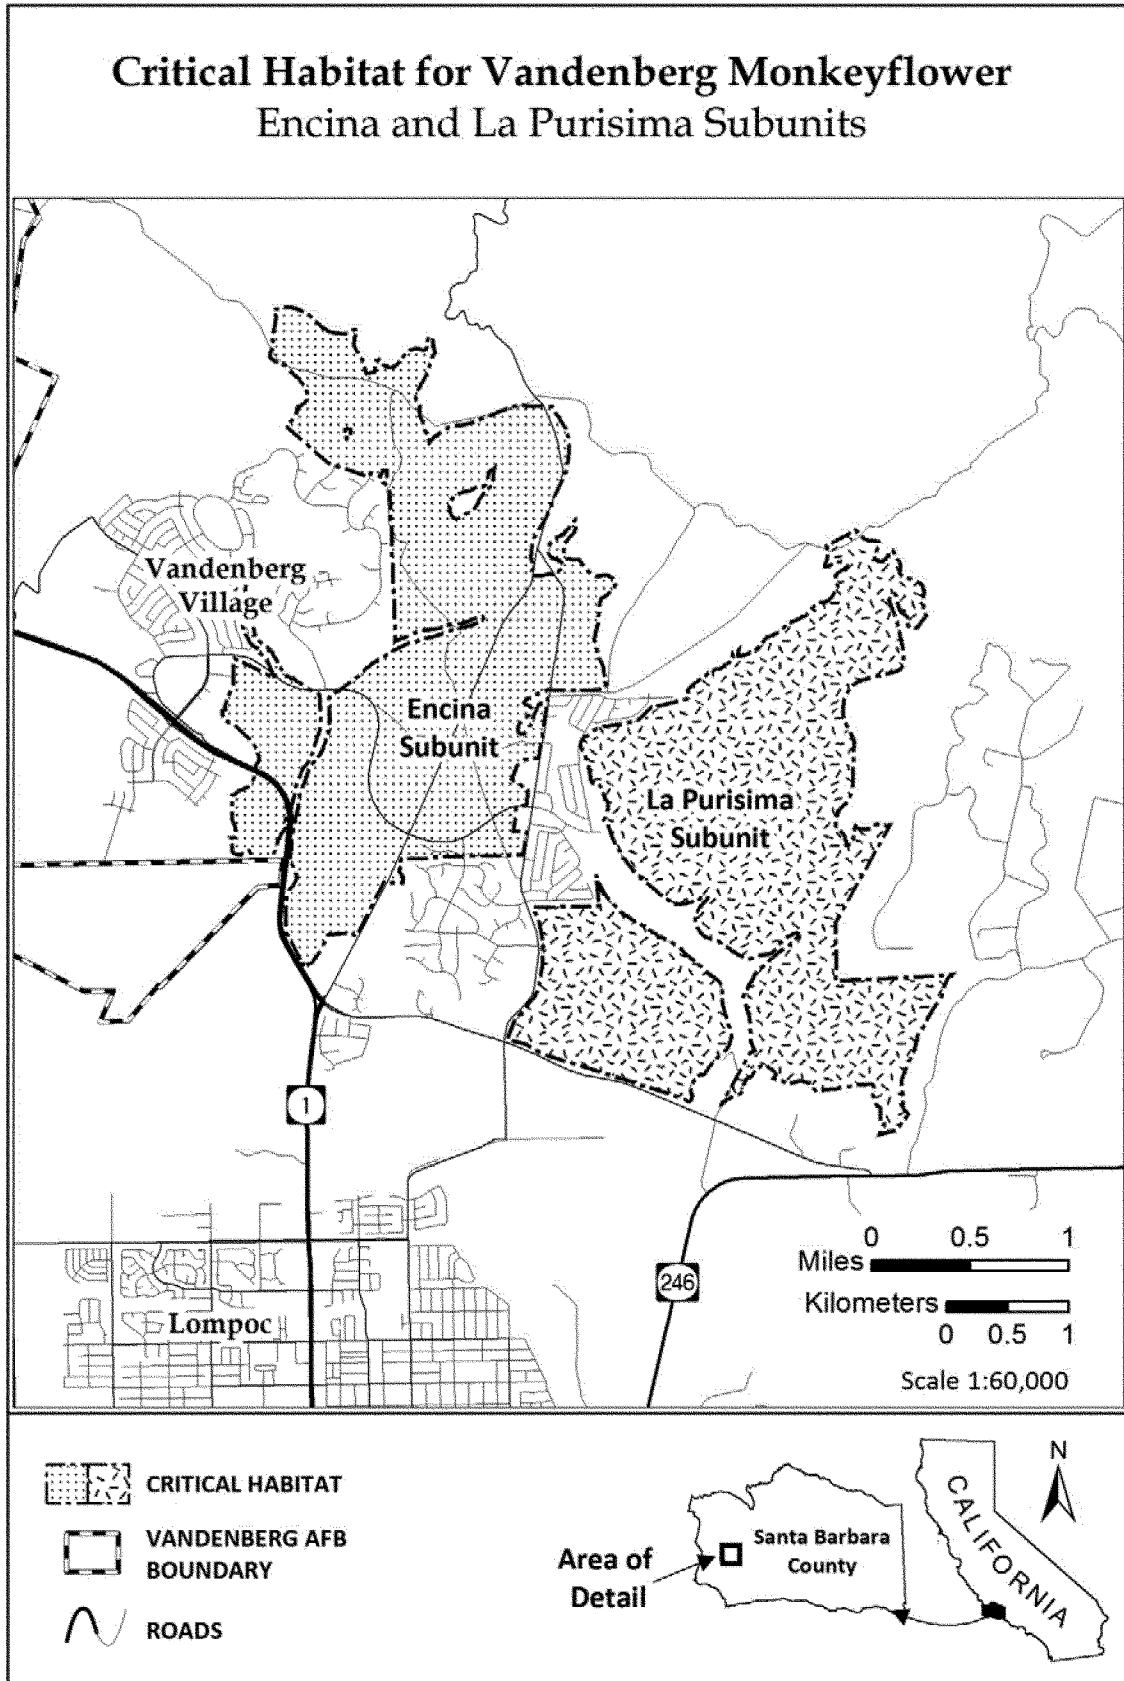 Critical Habitat for Vandenberg Monkeyflower
Encina and La Purisima Subunits
Vandenberg
Village
Encina
Subunit
La Purisima
Subunit
1
246
Lompoc
0 0.5 1
Miles
Kilometers
0 0.5 1
Scale 1:60,000
CRITICAL HABITAT
VANDENBERG AFB
BOUNDARY
ROADS
Area of
Detail
Santa Barbara
County
CALIFORNIA
N